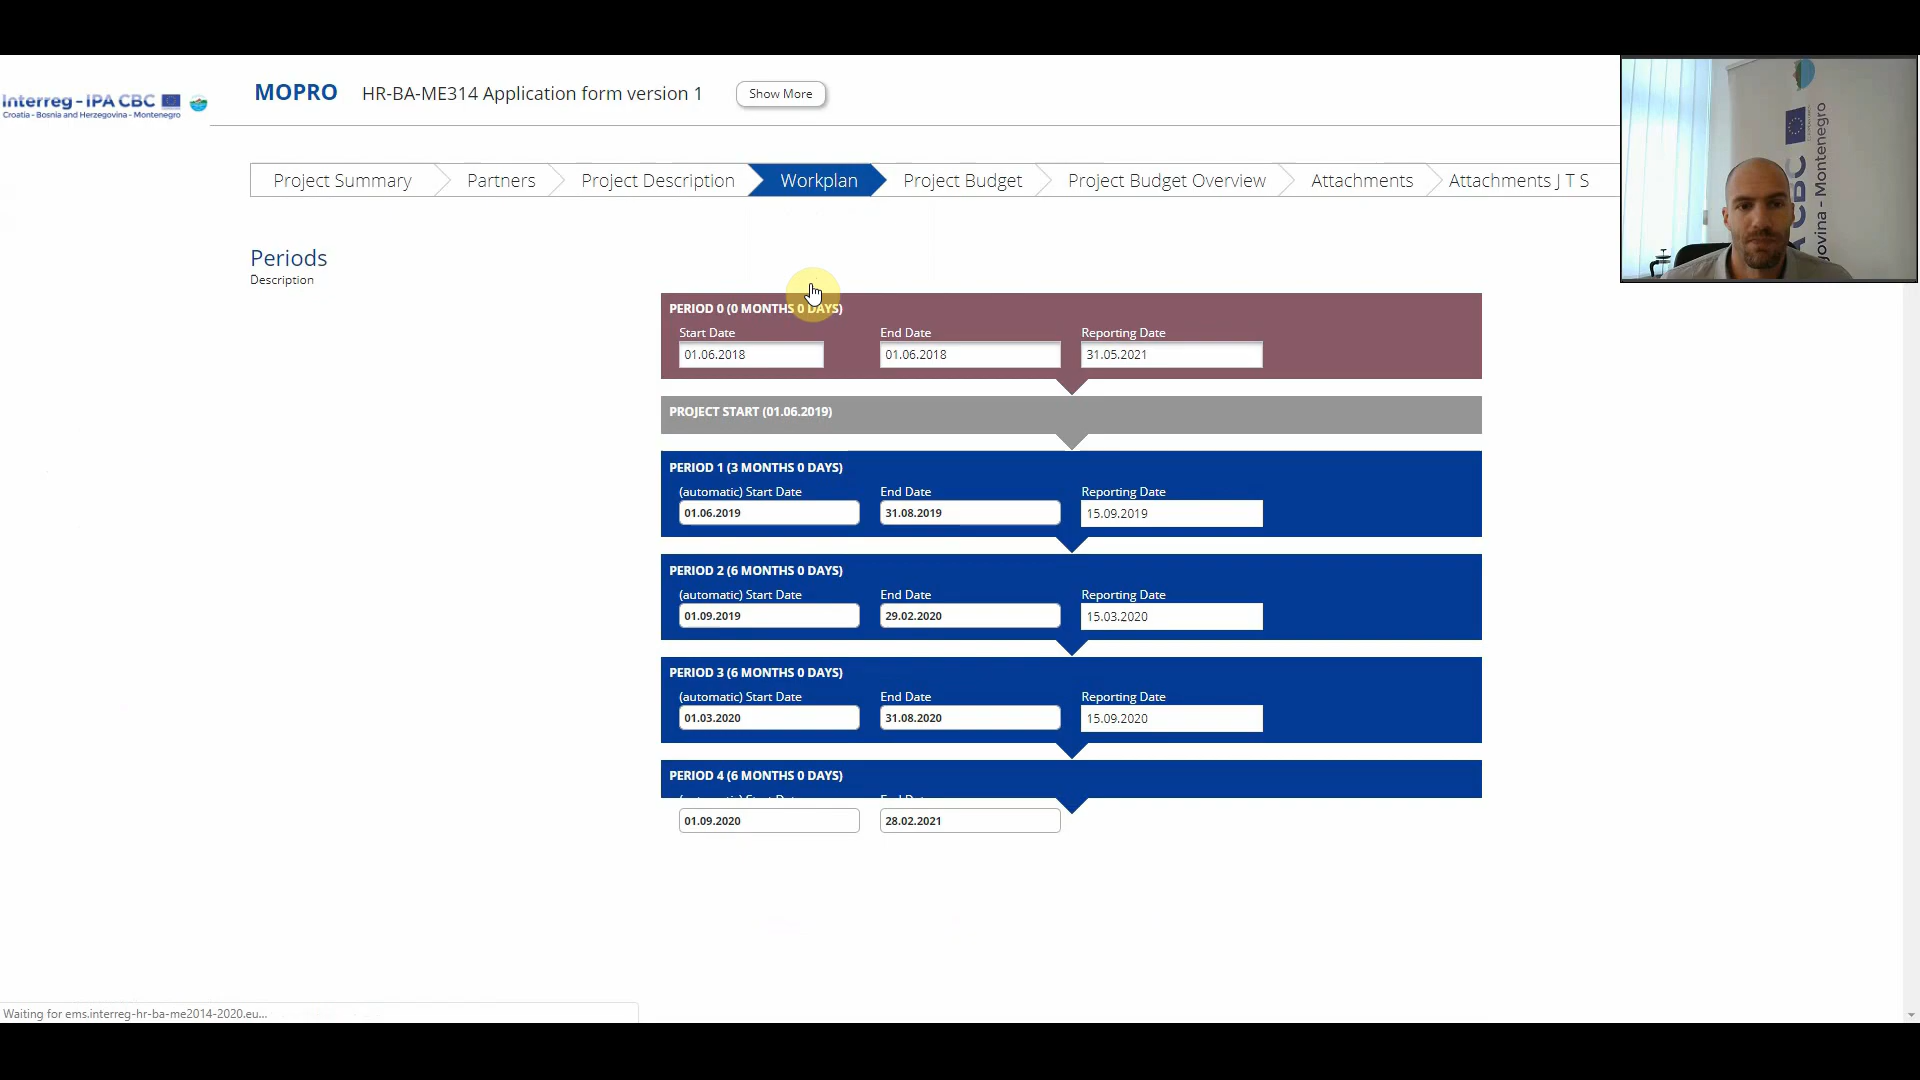 Interreg - IPA CBC
Croatia - Bosnia and Herzegovina - Montenegro
MOPRO HR-BA-ME314 Application form version 1 Show More
Project Summary Partners Project Description Workplan Project Budget Project Budget Overview Attachments Attachments J T S
Periods
Description
PERIOD 0 (0 MONTHS 0 DAYS)
Start Date End Date Reporting Date
01.06.2018 01.06.2018 31.05.2021
PROJECT START (01.06.2019)
PERIOD 1 (3 MONTHS 0 DAYS)
(automatic) Start Date End Date Reporting Date
01.06.2019 31.08.2019 15.09.2019
PERIOD 2 (6 MONTHS 0 DAYS)
(automatic) Start Date End Date Reporting Date
01.09.2019 29.02.2020 15.03.2020
PERIOD 3 (6 MONTHS 0 DAYS)
(automatic) Start Date End Date Reporting Date
01.03.2020 31.08.2020 15.09.2020
PERIOD 4 (6 MONTHS 0 DAYS)
01.09.2020 28.02.2021
Waiting for ems.interreg-hr-ba-me2014-2020.eu...
CBC
ovina - Montenegro